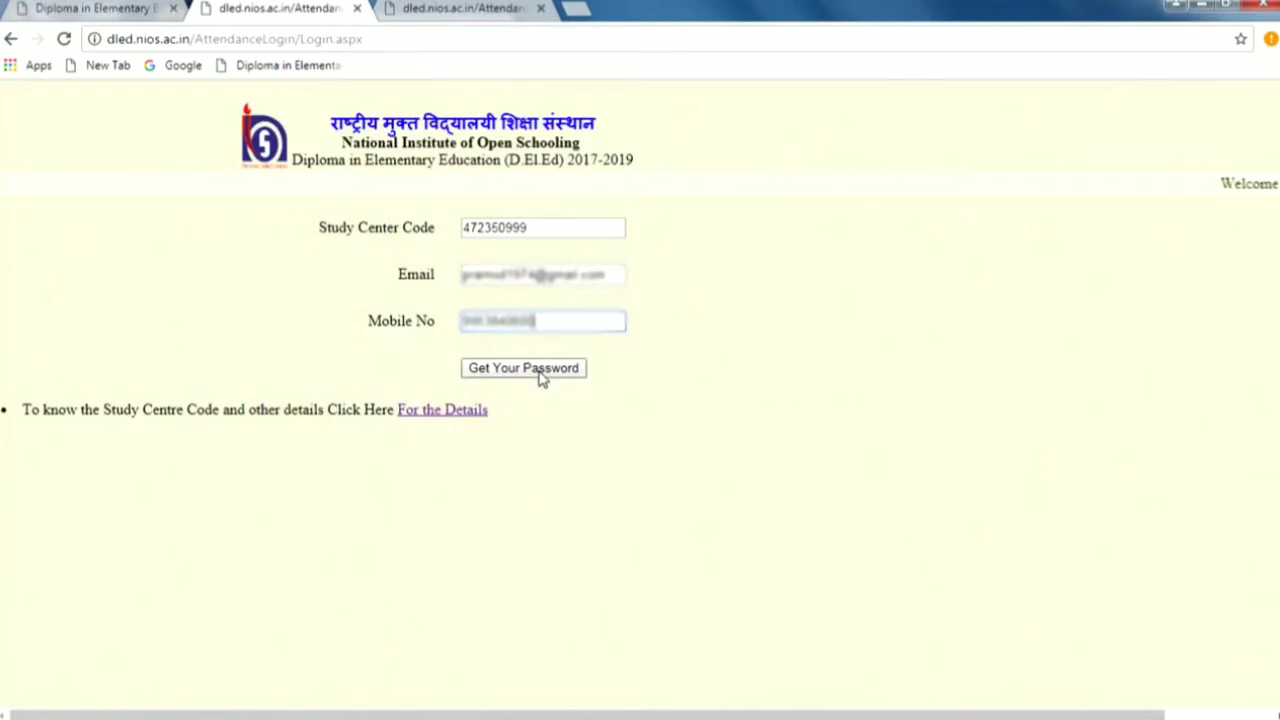 Diploma in Elementary E
dled.nios.ac.in/Attendan
dled.nios.ac.in/Attendan
dled.nios.ac.in/AttendanceLogin/Login.aspx
Apps New Tab Google Diploma in Elementa
राष्ट्रीय मुक्त विद्यालयी शिक्षा संस्थान
National Institute of Open Schooling
Diploma in Elementary Education (D.El.Ed) 2017-2019
Welcome
Study Center Code 472350999
Email
Mobile No
Get Your Password
• To know the Study Centre Code and other details Click Here For the Details